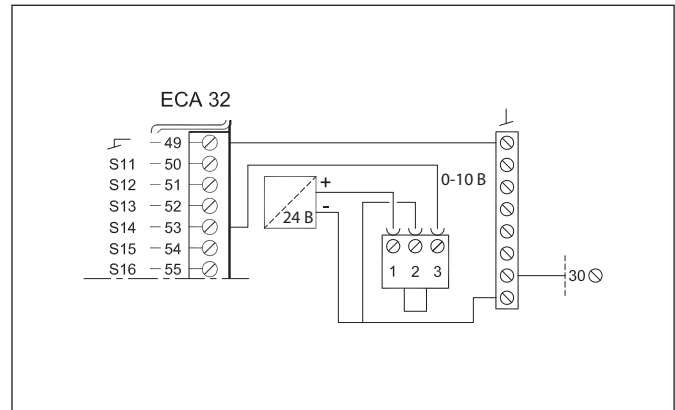 ECA 32
49
S11 50
S12 51
S13 52
S14 53
S15 54
S16 55
+
-
24 В
0-10 В
1 2 3
30